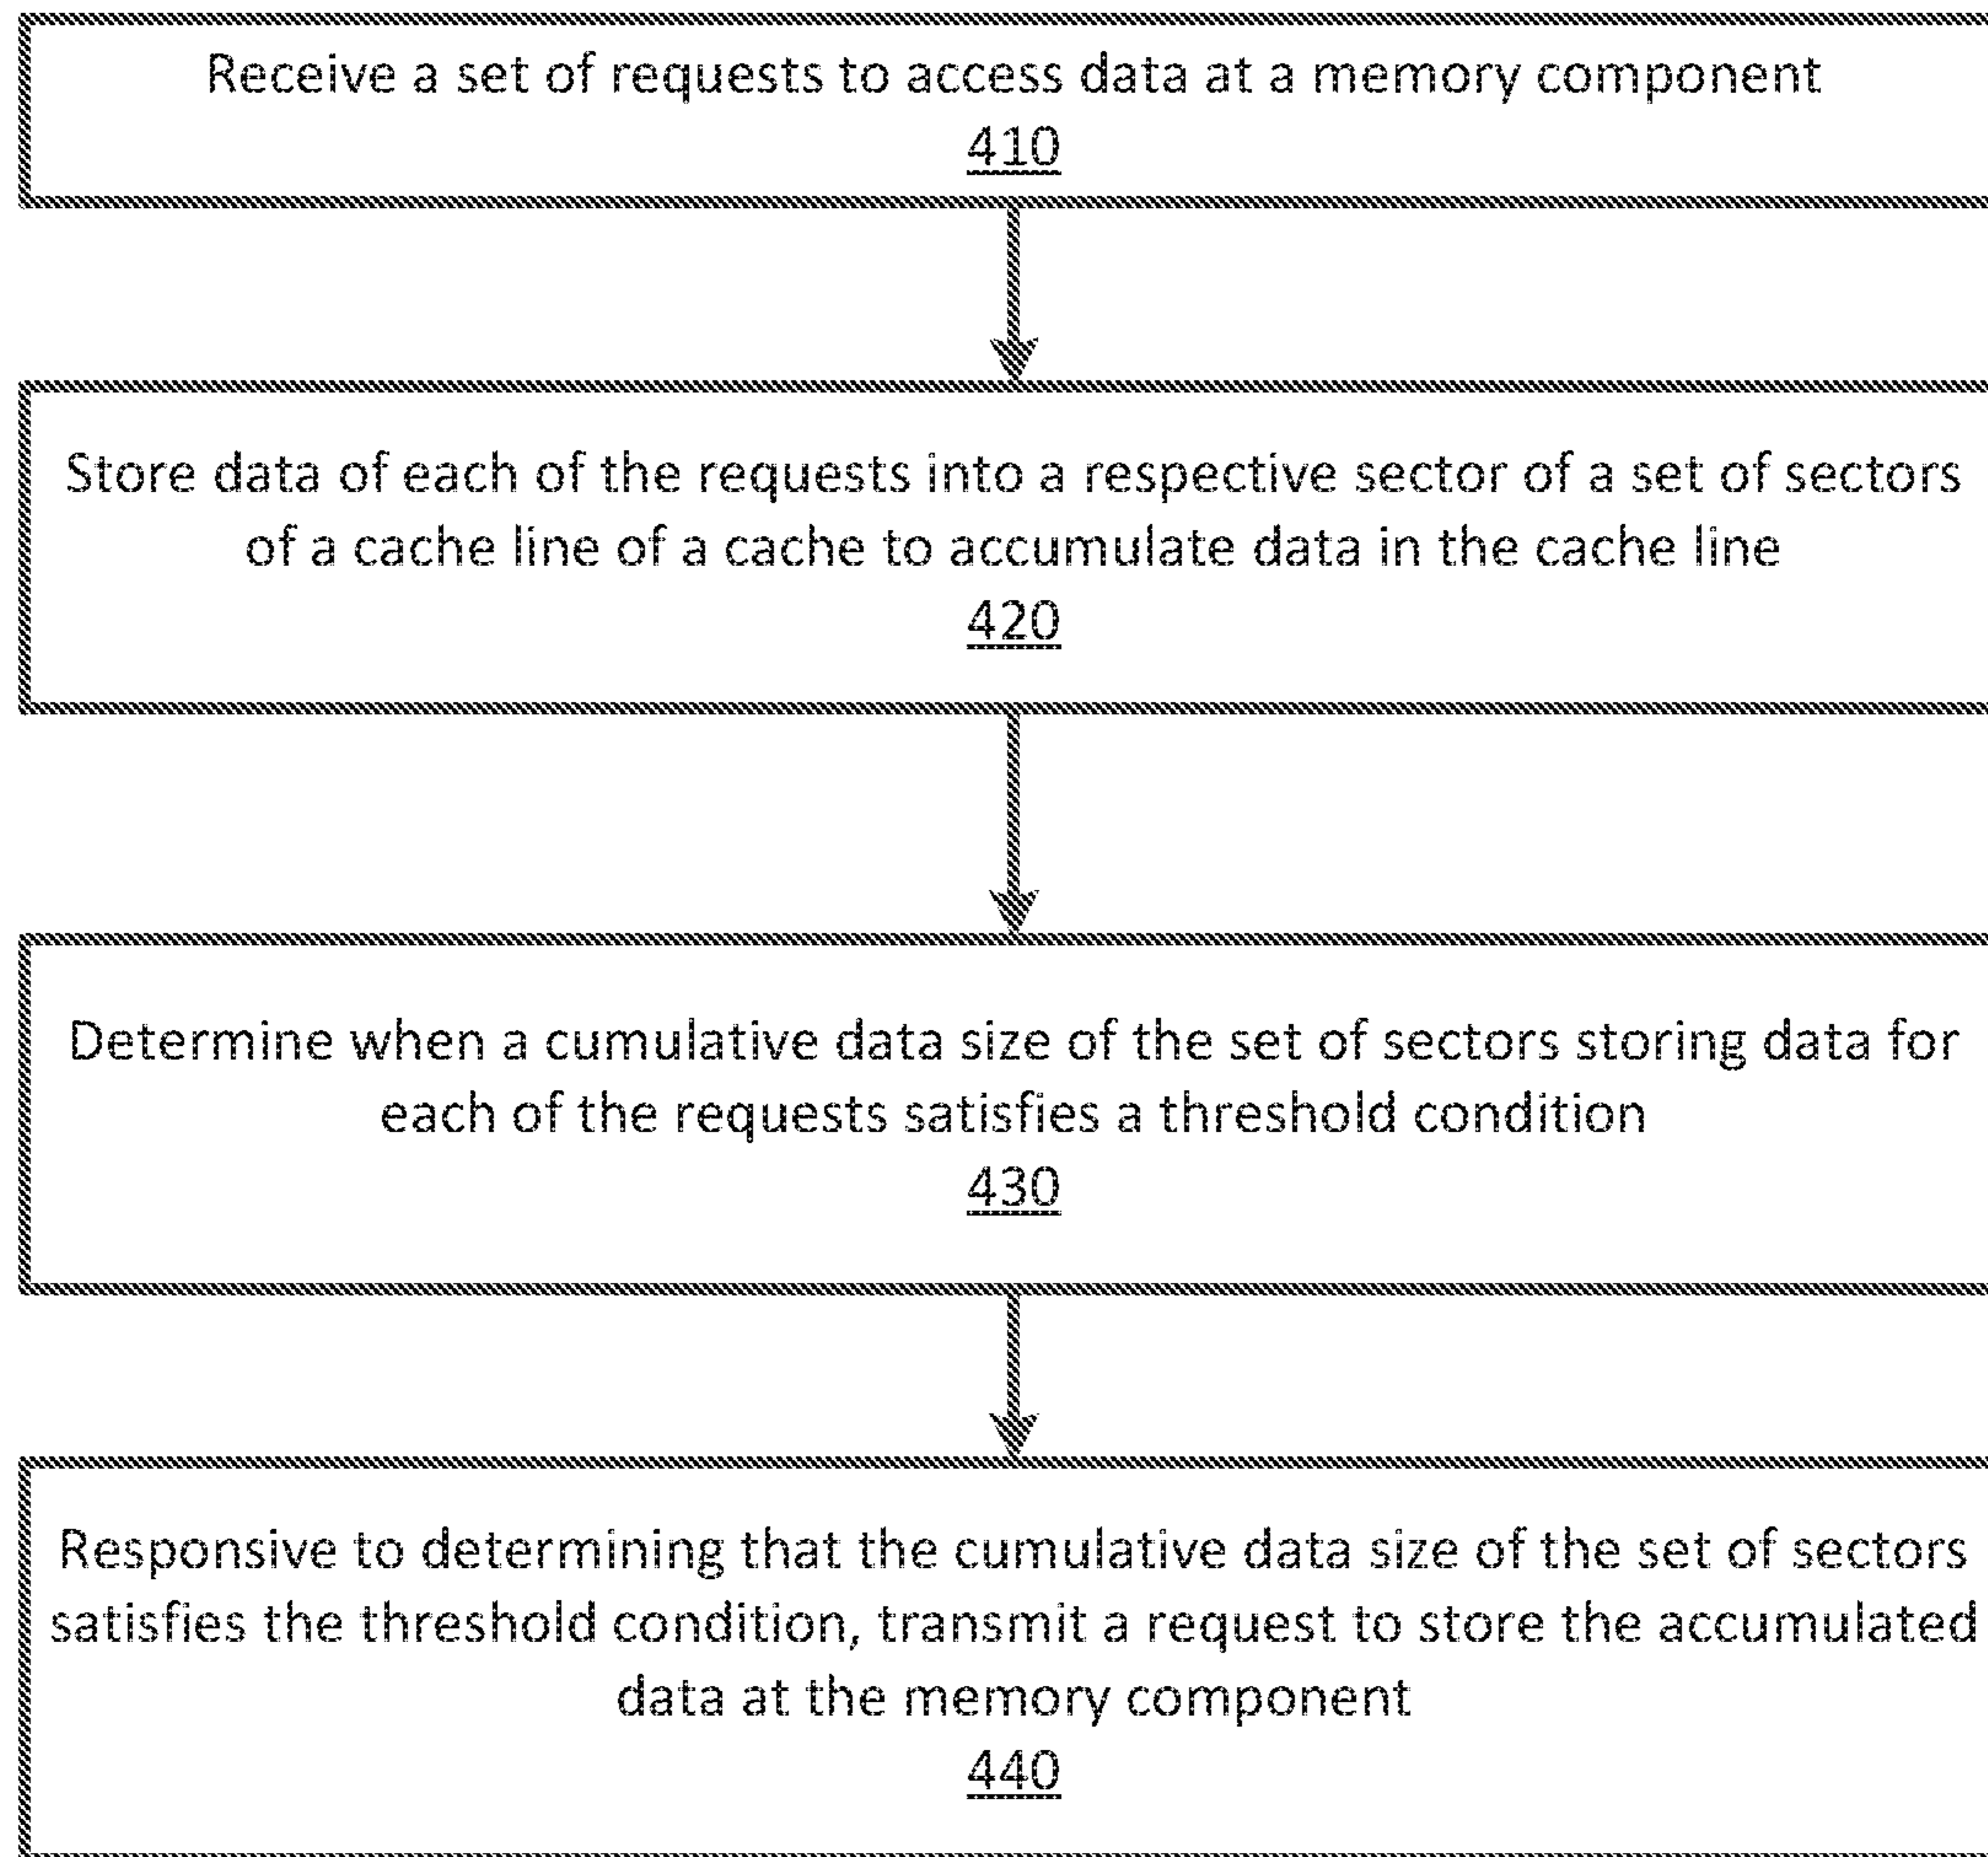 Receive a set of requests to access data at a memory component
410
Store data of each of the requests into a respective sector of a set of sectors
of a cache line of a cache to accumulate data in the cache line
420
Determine when a cumulative data size of the set of sectors storing data for
each of the requests satisfies a threshold condition
430
Responsive to determining that the cumulative data size of the set of sectors
satisfies the threshold condition, transmit a request to store the accumulated
data at the memory component
440